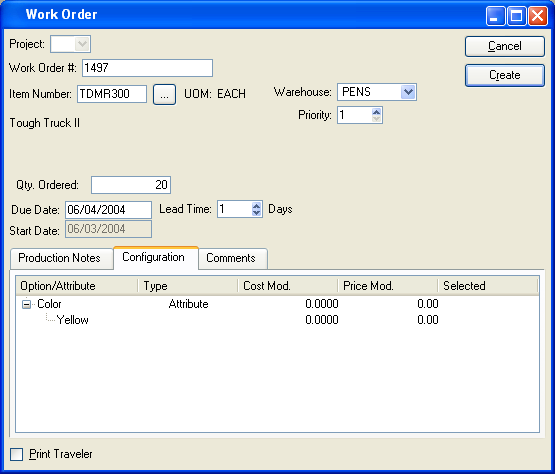 Work Order
Project:
Cancel
Work Order #: 1497
Create
Item Number: TDMR300 ... UOM: EACH Warehouse: PENS
Priority: 1
Tough Truck II
Qty. Ordered: 20
Due Date: 06/04/2004 Lead Time: 1 Days
Start Date: 06/03/2004
Production Notes Configuration Comments
Option/Attribute Type Cost Mod. Price Mod. Selected
Color Attribute 0.0000 0.00
Yellow 0.0000 0.00
Print Traveler